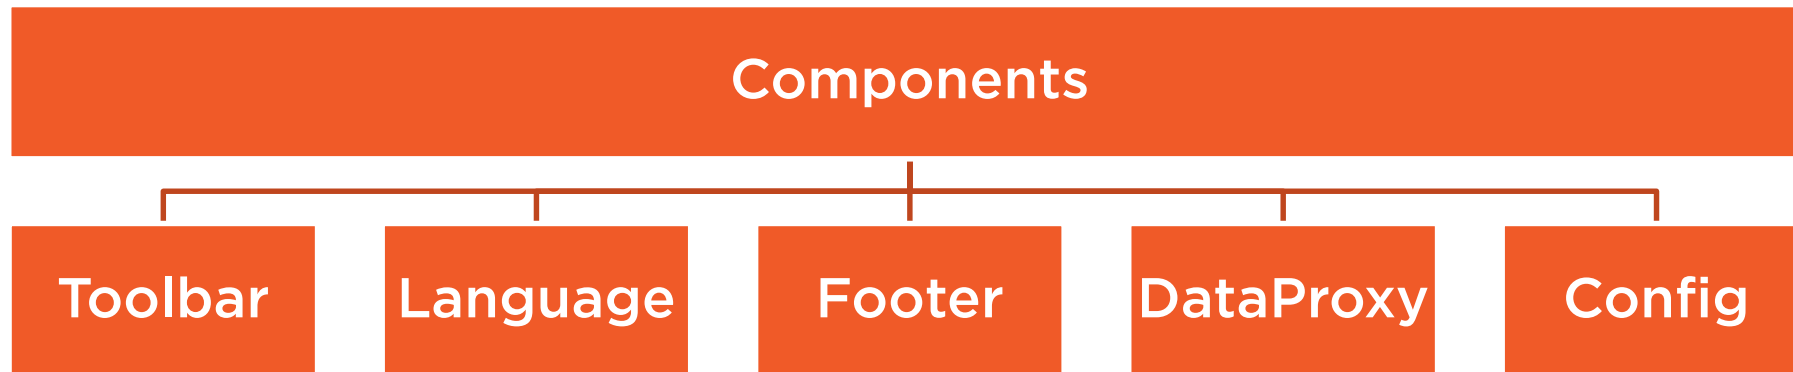 Components
Toolbar
Language
Footer
DataProxy
Config